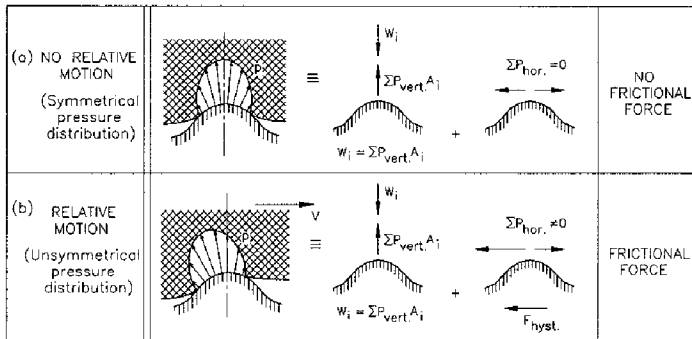 (a) NO RELATIVE
MOTION
(Symmetrical
pressure
distribution)
p
≡
W_i
ΣP_vert. A_i
W_i = ΣP_vert. A_i
+
ΣP_hor. = 0
NO
FRICTIONAL
FORCE
(b) RELATIVE
MOTION
(Unsymmetrical
pressure
distribution)
V
p
≡
W_i
ΣP_vert. A_i
W_i = ΣP_vert. A_i
+
ΣP_hor. ≠ 0
F_hyst.
FRICTIONAL
FORCE